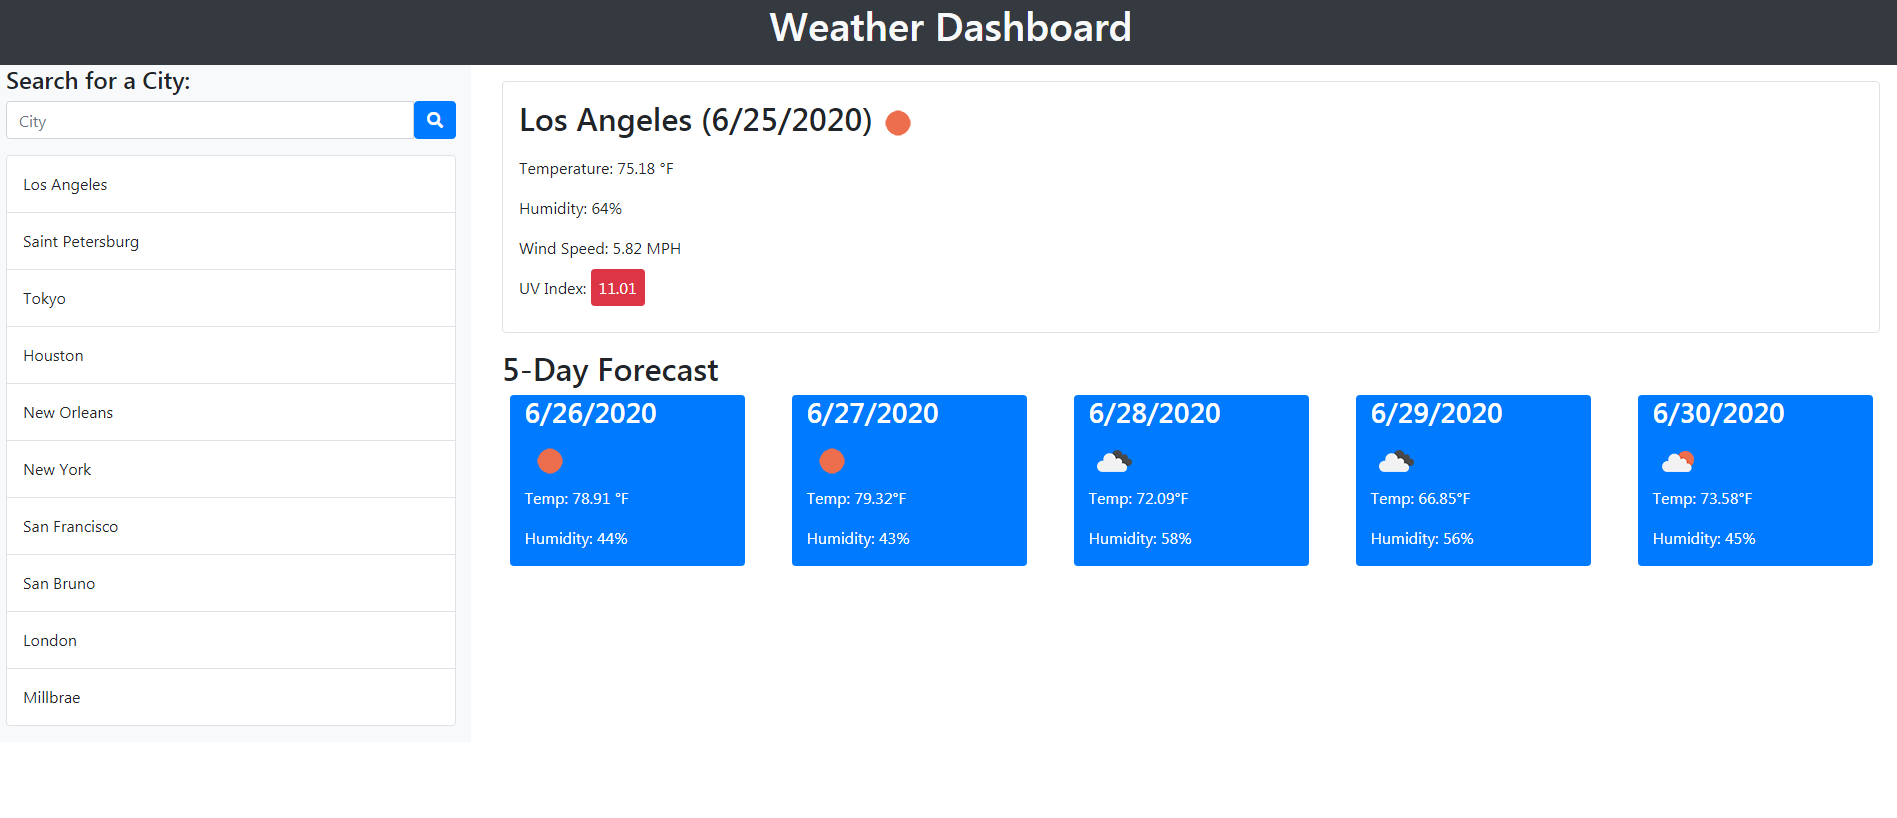 Weather Dashboard
Search for a City:
City
Los Angeles
Saint Petersburg
Tokyo
Houston
New Orleans
New York
San Francisco
San Bruno
London
Millbrae
Los Angeles (6/25/2020)
Temperature: 75.18 °F
Humidity: 64%
Wind Speed: 5.82 MPH
UV Index: 11.01
5-Day Forecast
6/26/2020
Temp: 78.91 °F
Humidity: 44%
6/27/2020
Temp: 79.32°F
Humidity: 43%
6/28/2020
Temp: 72.09°F
Humidity: 58%
6/29/2020
Temp: 66.85°F
Humidity: 56%
6/30/2020
Temp: 73.58°F
Humidity: 45%